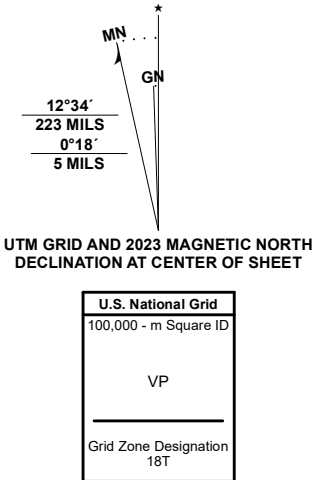 ★
MN
GN
12°34´
223 MILS
0°18´
5 MILS
UTM GRID AND 2023 MAGNETIC NORTH
DECLINATION AT CENTER OF SHEET
U.S. National Grid
100,000 - m Square ID
VP
Grid Zone Designation
18T